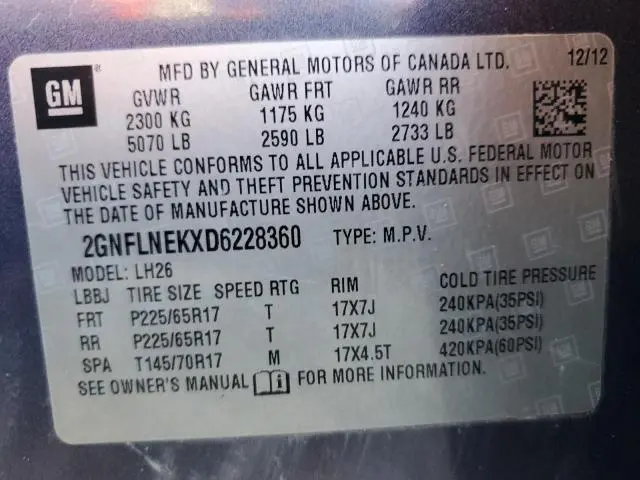 GM ® MFD BY GENERAL MOTORS OF CANADA LTD. 12/12
GVWR GAWR FRT GAWR RR
2300 KG 1175 KG 1240 KG
5070 LB 2590 LB 2733 LB
THIS VEHICLE CONFORMS TO ALL APPLICABLE U.S. FEDERAL MOTOR
VEHICLE SAFETY AND THEFT PREVENTION STANDARDS IN EFFECT ON
THE DATE OF MANUFACTURE SHOWN ABOVE.
2GNFLNEKXD6228360 TYPE: M.P.V.
MODEL: LH26
LBBJ TIRE SIZE SPEED RTG RIM COLD TIRE PRESSURE
FRT P225/65R17 T 17X7J 240KPA(35PSI)
RR P225/65R17 T 17X7J 240KPA(35PSI)
SPA T145/70R17 M 17X4.5T 420KPA(60PSI)
SEE OWNER'S MANUAL i FOR MORE INFORMATION.